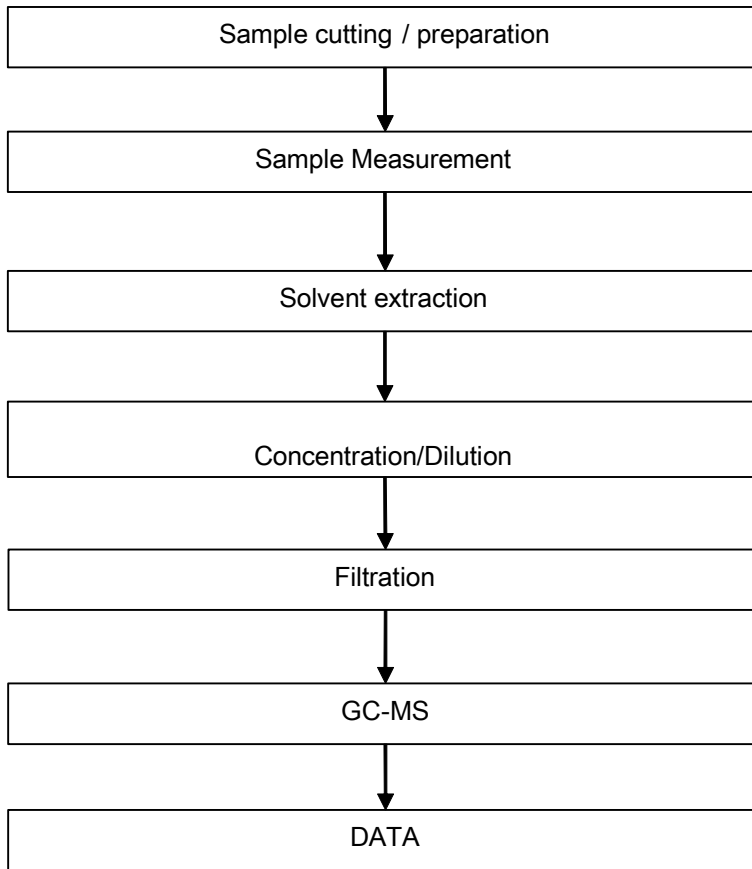 Sample cutting / preparation
Sample Measurement
Solvent extraction
Concentration/Dilution
Filtration
GC-MS
DATA